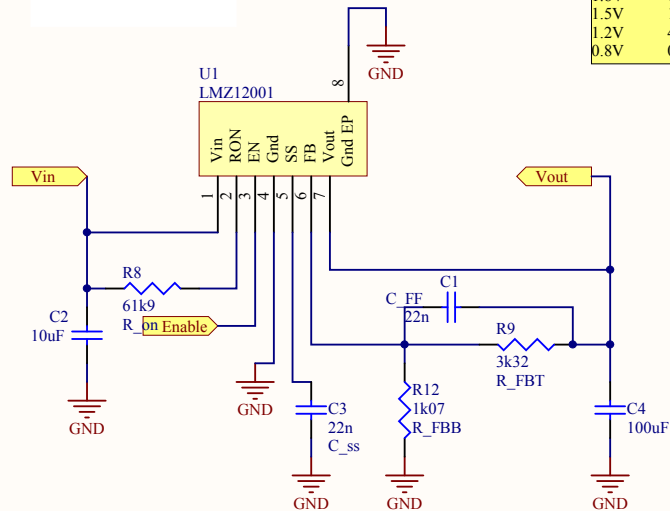 1.5V
1.2V
0.8V
GND
8
U1
LMZ12001
Vin
RON
EN
Gnd
SS
FB
Vout
Gnd EP
1
2
3
4
5
6
7
Vin
Vout
R8
61k9
R_on
Enable
C2
10uF
C1
C_FF
22n
R9
3k32
R_FBT
R12
1k07
R_FBB
C3
22n
C_ss
C4
100uF
GND
GND
GND
GND
GND